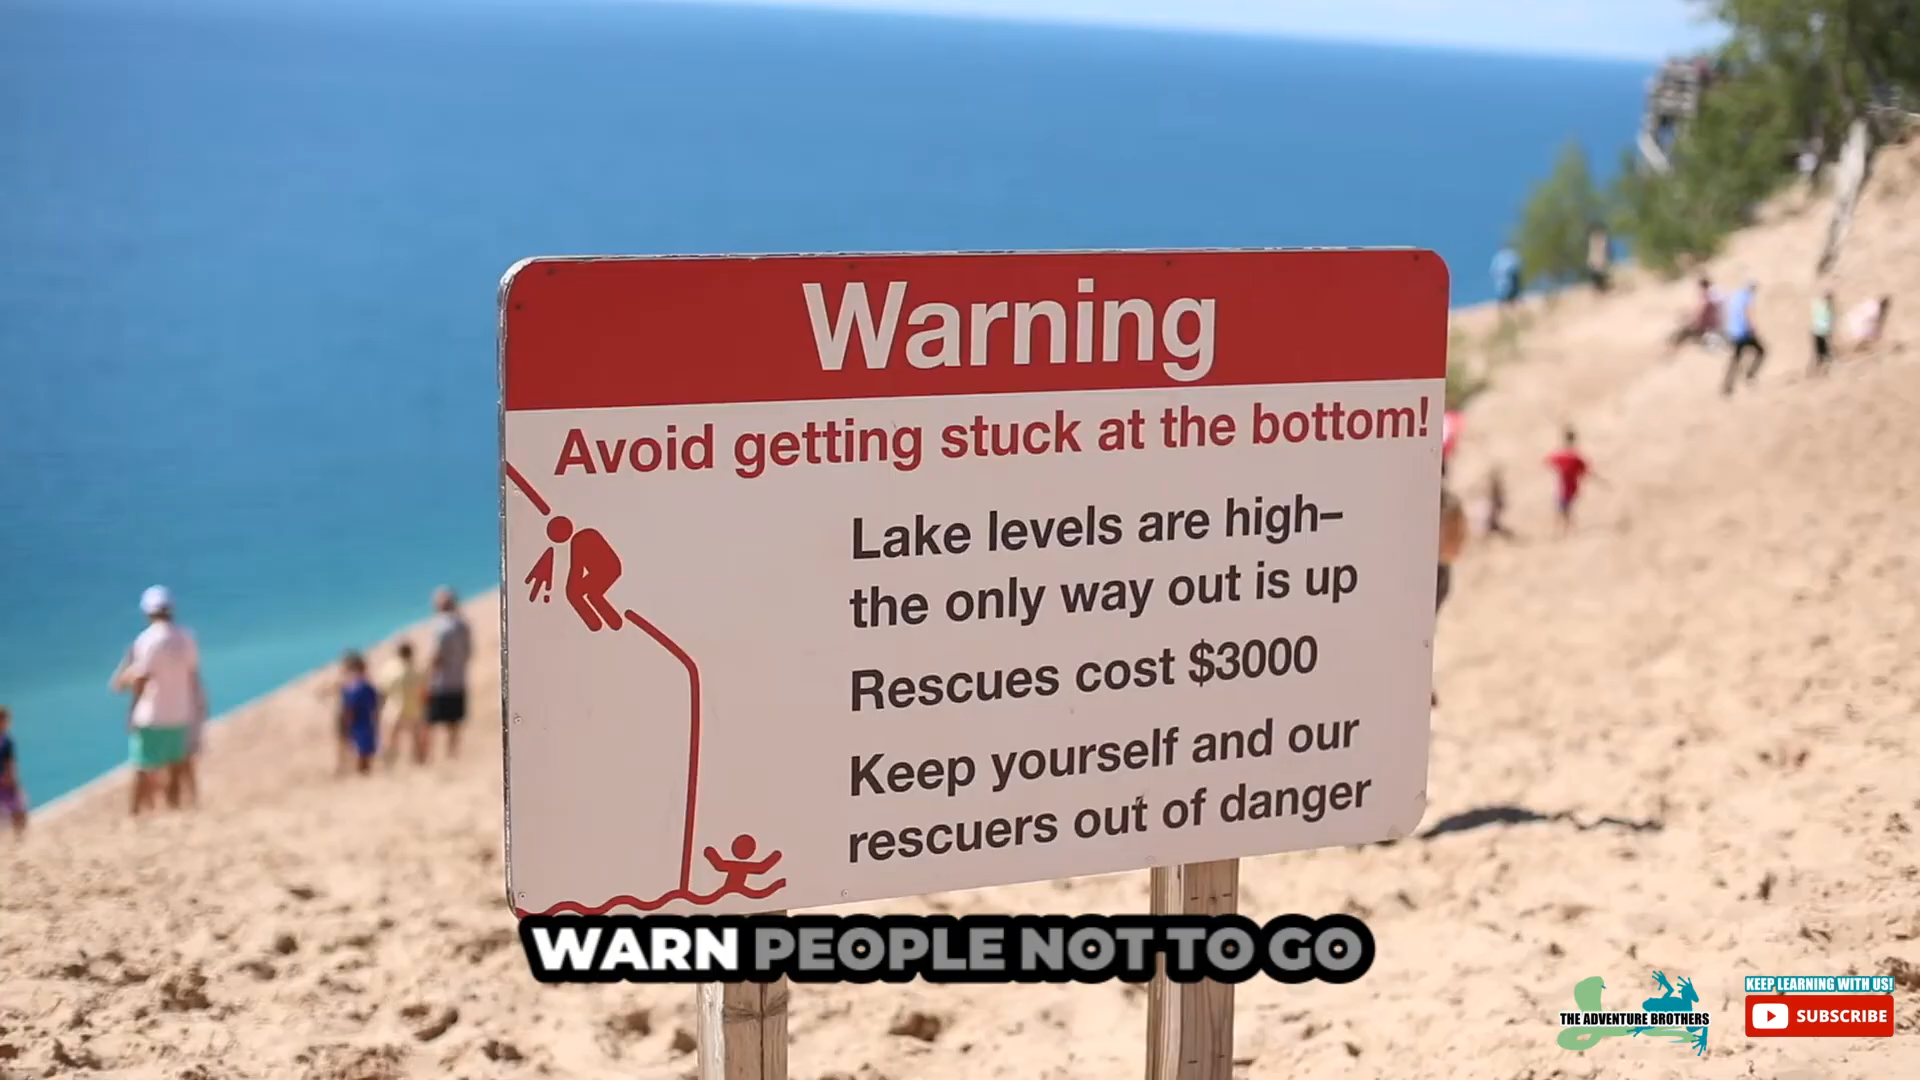 Warning
Avoid getting stuck at the bottom!
Lake levels are high–
the only way out is up
Rescues cost $3000
Keep yourself and our
rescuers out of danger
WARN PEOPLE NOT TO GO
THE ADVENTURE BROTHERS
KEEP LEARNING WITH US!
SUBSCRIBE